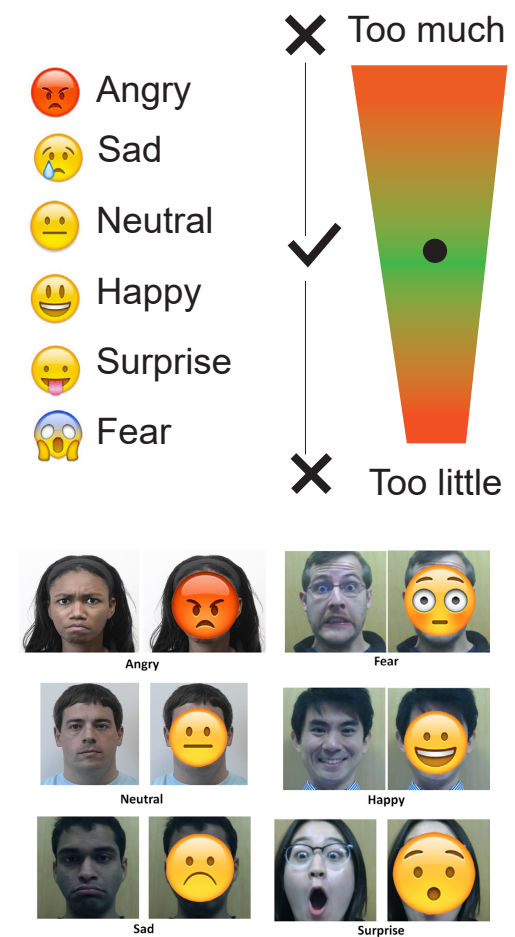 Too much
Angry
Sad
Neutral
Happy
Surprise
Fear
Too little
Angry
Fear
Neutral
Happy
Sad
Surprise